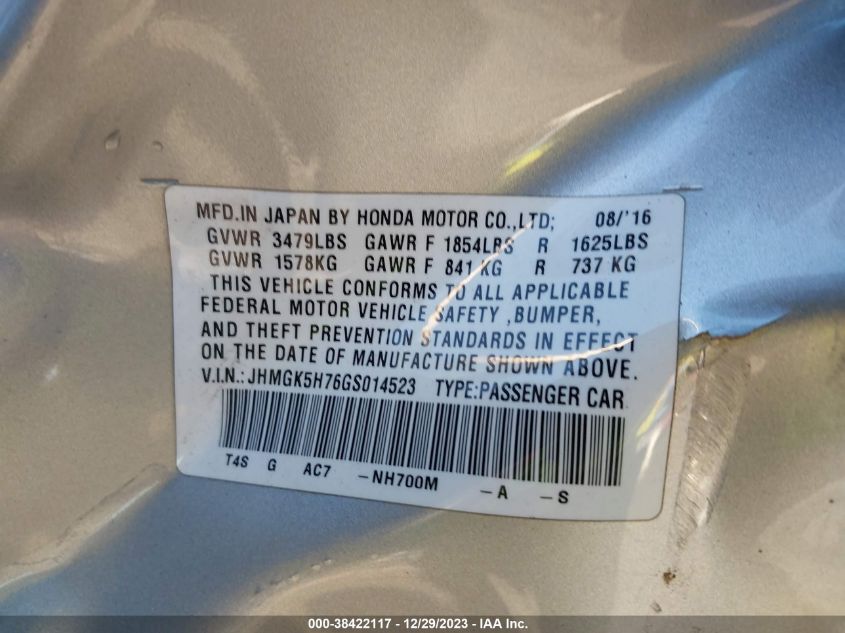 MFD.IN JAPAN BY HONDA MOTOR CO.,LTD; 08/'16
GVWR 3479LBS GAWR F 1854LBS R 1625LBS
GVWR 1578KG GAWR F 841 KG R 737 KG
THIS VEHICLE CONFORMS TO ALL APPLICABLE
FEDERAL MOTOR VEHICLE SAFETY ,BUMPER,
AND THEFT PREVENTION STANDARDS IN EFFECT
ON THE DATE OF MANUFACTURE SHOWN ABOVE.
V.I.N.: JHMGK5H76GS014523 TYPE:PASSENGER CAR
T4S G AC7 -NH700M -A -S
000-38422117 - 12/29/2023 - IAA Inc.